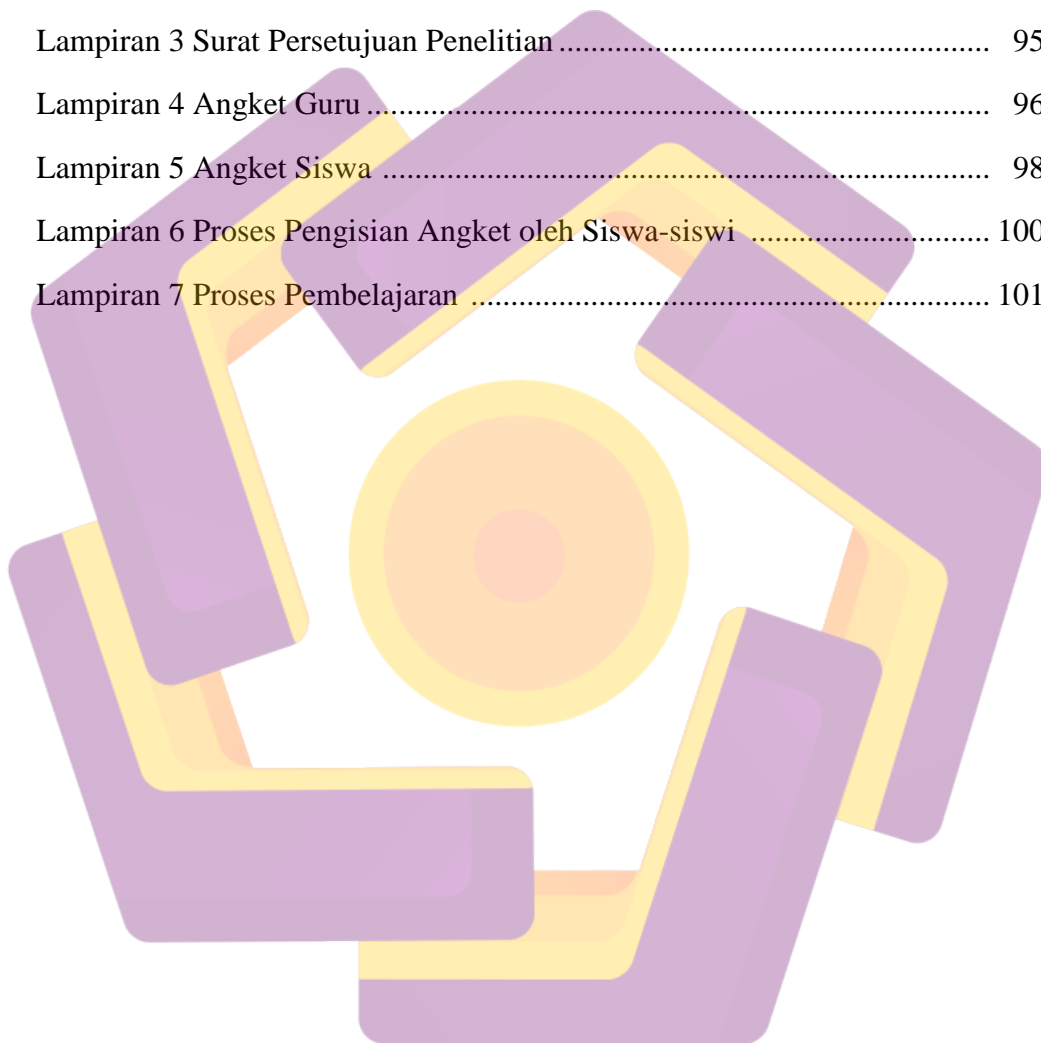 Lampiran 3 Surat Persetujuan Penelitian ...................................................... 95
Lampiran 4 Angket Guru .............................................................................. 96
Lampiran 5 Angket Siswa ............................................................................ 98
Lampiran 6 Proses Pengisian Angket oleh Siswa-siswi .............................. 100
Lampiran 7 Proses Pembelajaran ................................................................. 101